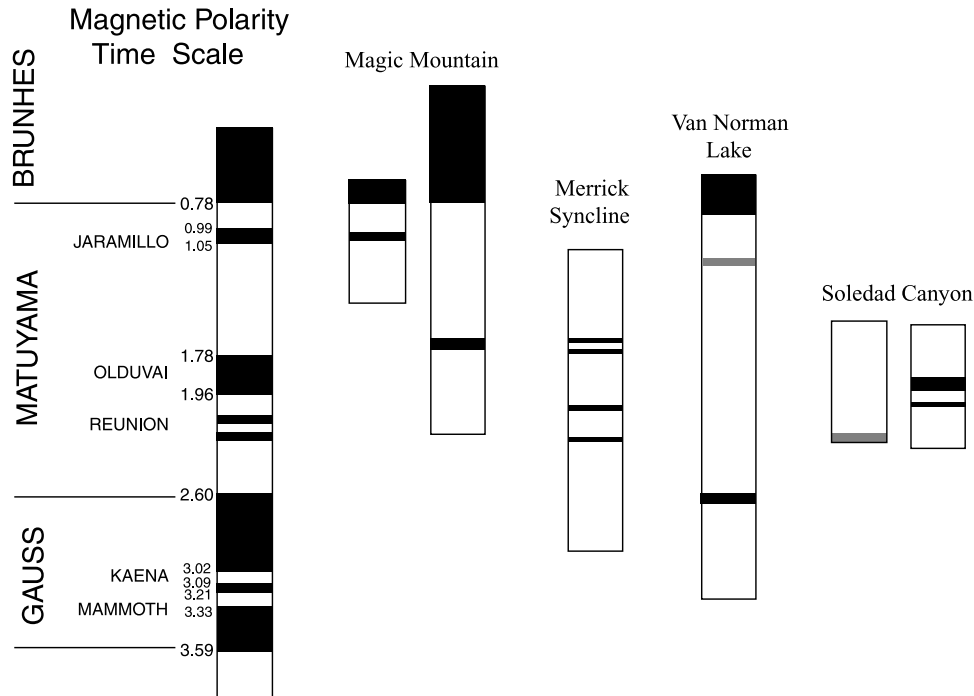 Magnetic Polarity
Time Scale
Magic Mountain
Van Norman
Lake
Merrick
Syncline
Soledad Canyon
BRUNHES
MATUYAMA
GAUSS
0.78
0.99
JARAMILLO
1.05
1.78
OLDUVAI
1.96
REUNION
2.60
3.02
KAENA
3.09
3.21
MAMMOTH
3.33
3.59